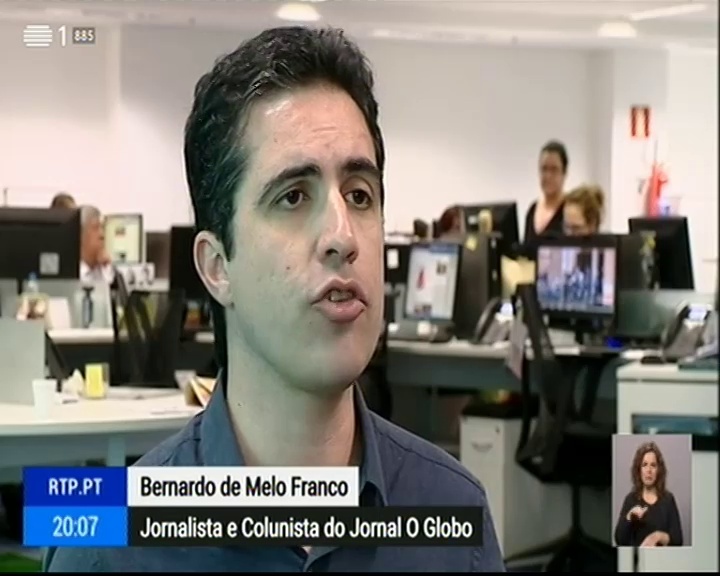 1 885
RTP.PT
Bernardo de Melo Franco
20:07
Jornalista e Colunista do Jornal O Globo